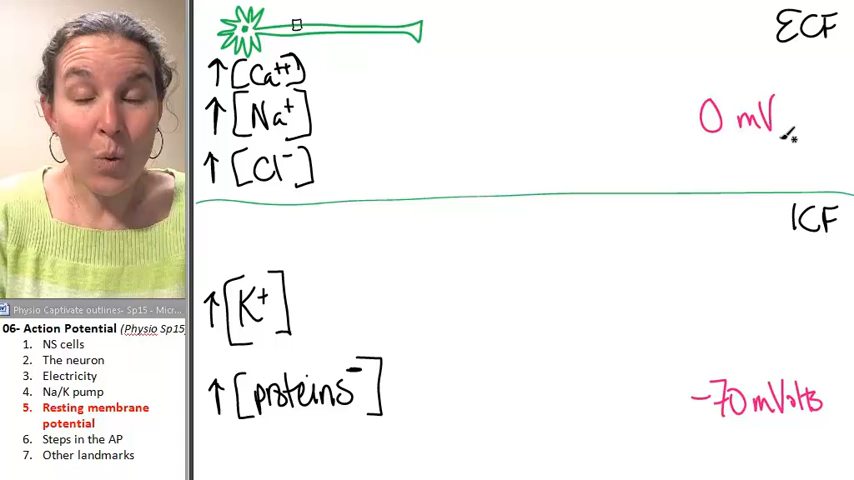 ECF
↑[Ca++]
↑[Na+]
0 mV
↑[Cl-]
ICF
↑[K+]
↑[proteins-]
-70 mVolts
Physio Captivate outlines- Sp15 - Micr...
06- Action Potential (Physio Sp15
1. NS cells
2. The neuron
3. Electricity
4. Na/K pump
5. Resting membrane
potential
6. Steps in the AP
7. Other landmarks